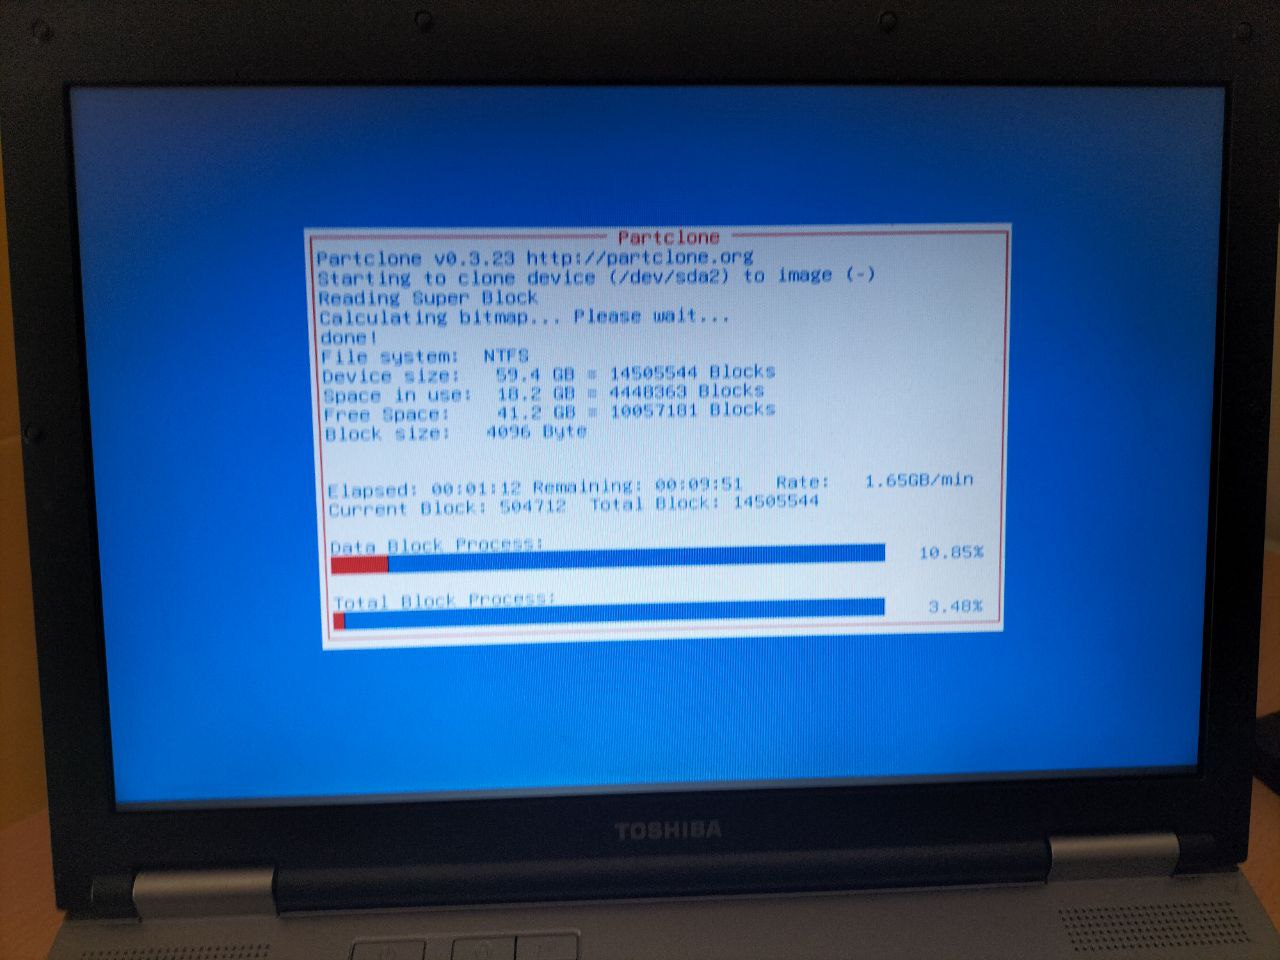 Partclone
Partclone v0.3.23 http://partclone.org
Starting to clone device (/dev/sda2) to image (-)
Reading Super Block
Calculating bitmap... Please wait...
done!
File system: NTFS
Device size: 59.4 GB = 14505544 Blocks
Space in use: 18.2 GB = 4448363 Blocks
Free Space: 41.2 GB = 10057181 Blocks
Block size: 4096 Byte
Elapsed: 00:01:12 Remaining: 00:09:51 Rate: 1.65GB/min
Current Block: 504712 Total Block: 14505544
Data Block Process:
10.85%
Total Block Process:
3.48%
TOSHIBA